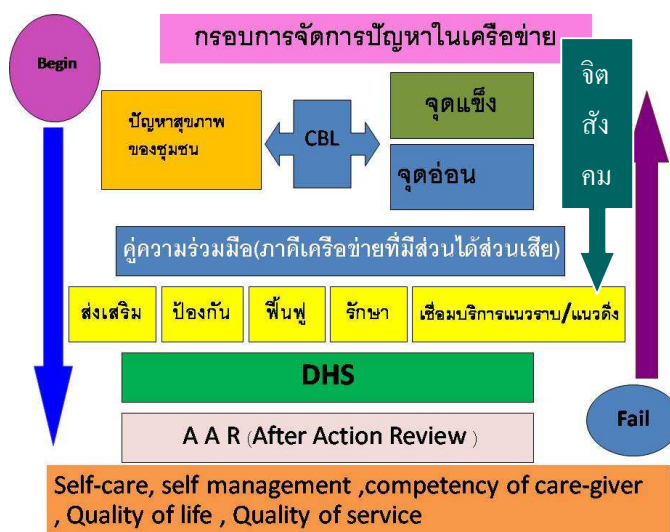 กรอบการจัดการปัญหาในเครือข่าย
Begin
จิต
สัง
คม
ปัญหาสุขภาพ
ของชุมชน
CBL
จุดแข็ง
จุดอ่อน
คู่ความร่วมมือ(ภาคีเครือข่ายที่มีส่วนได้ส่วนเสีย)
ส่งเสริม
ป้องกัน
ฟื้นฟู
รักษา
เชื่อมบริการแนวราบ/แนวดิ่ง
DHS
A A R (After Action Review )
Fail
Self-care, self management ,competency of care-giver
, Quality of life , Quality of service